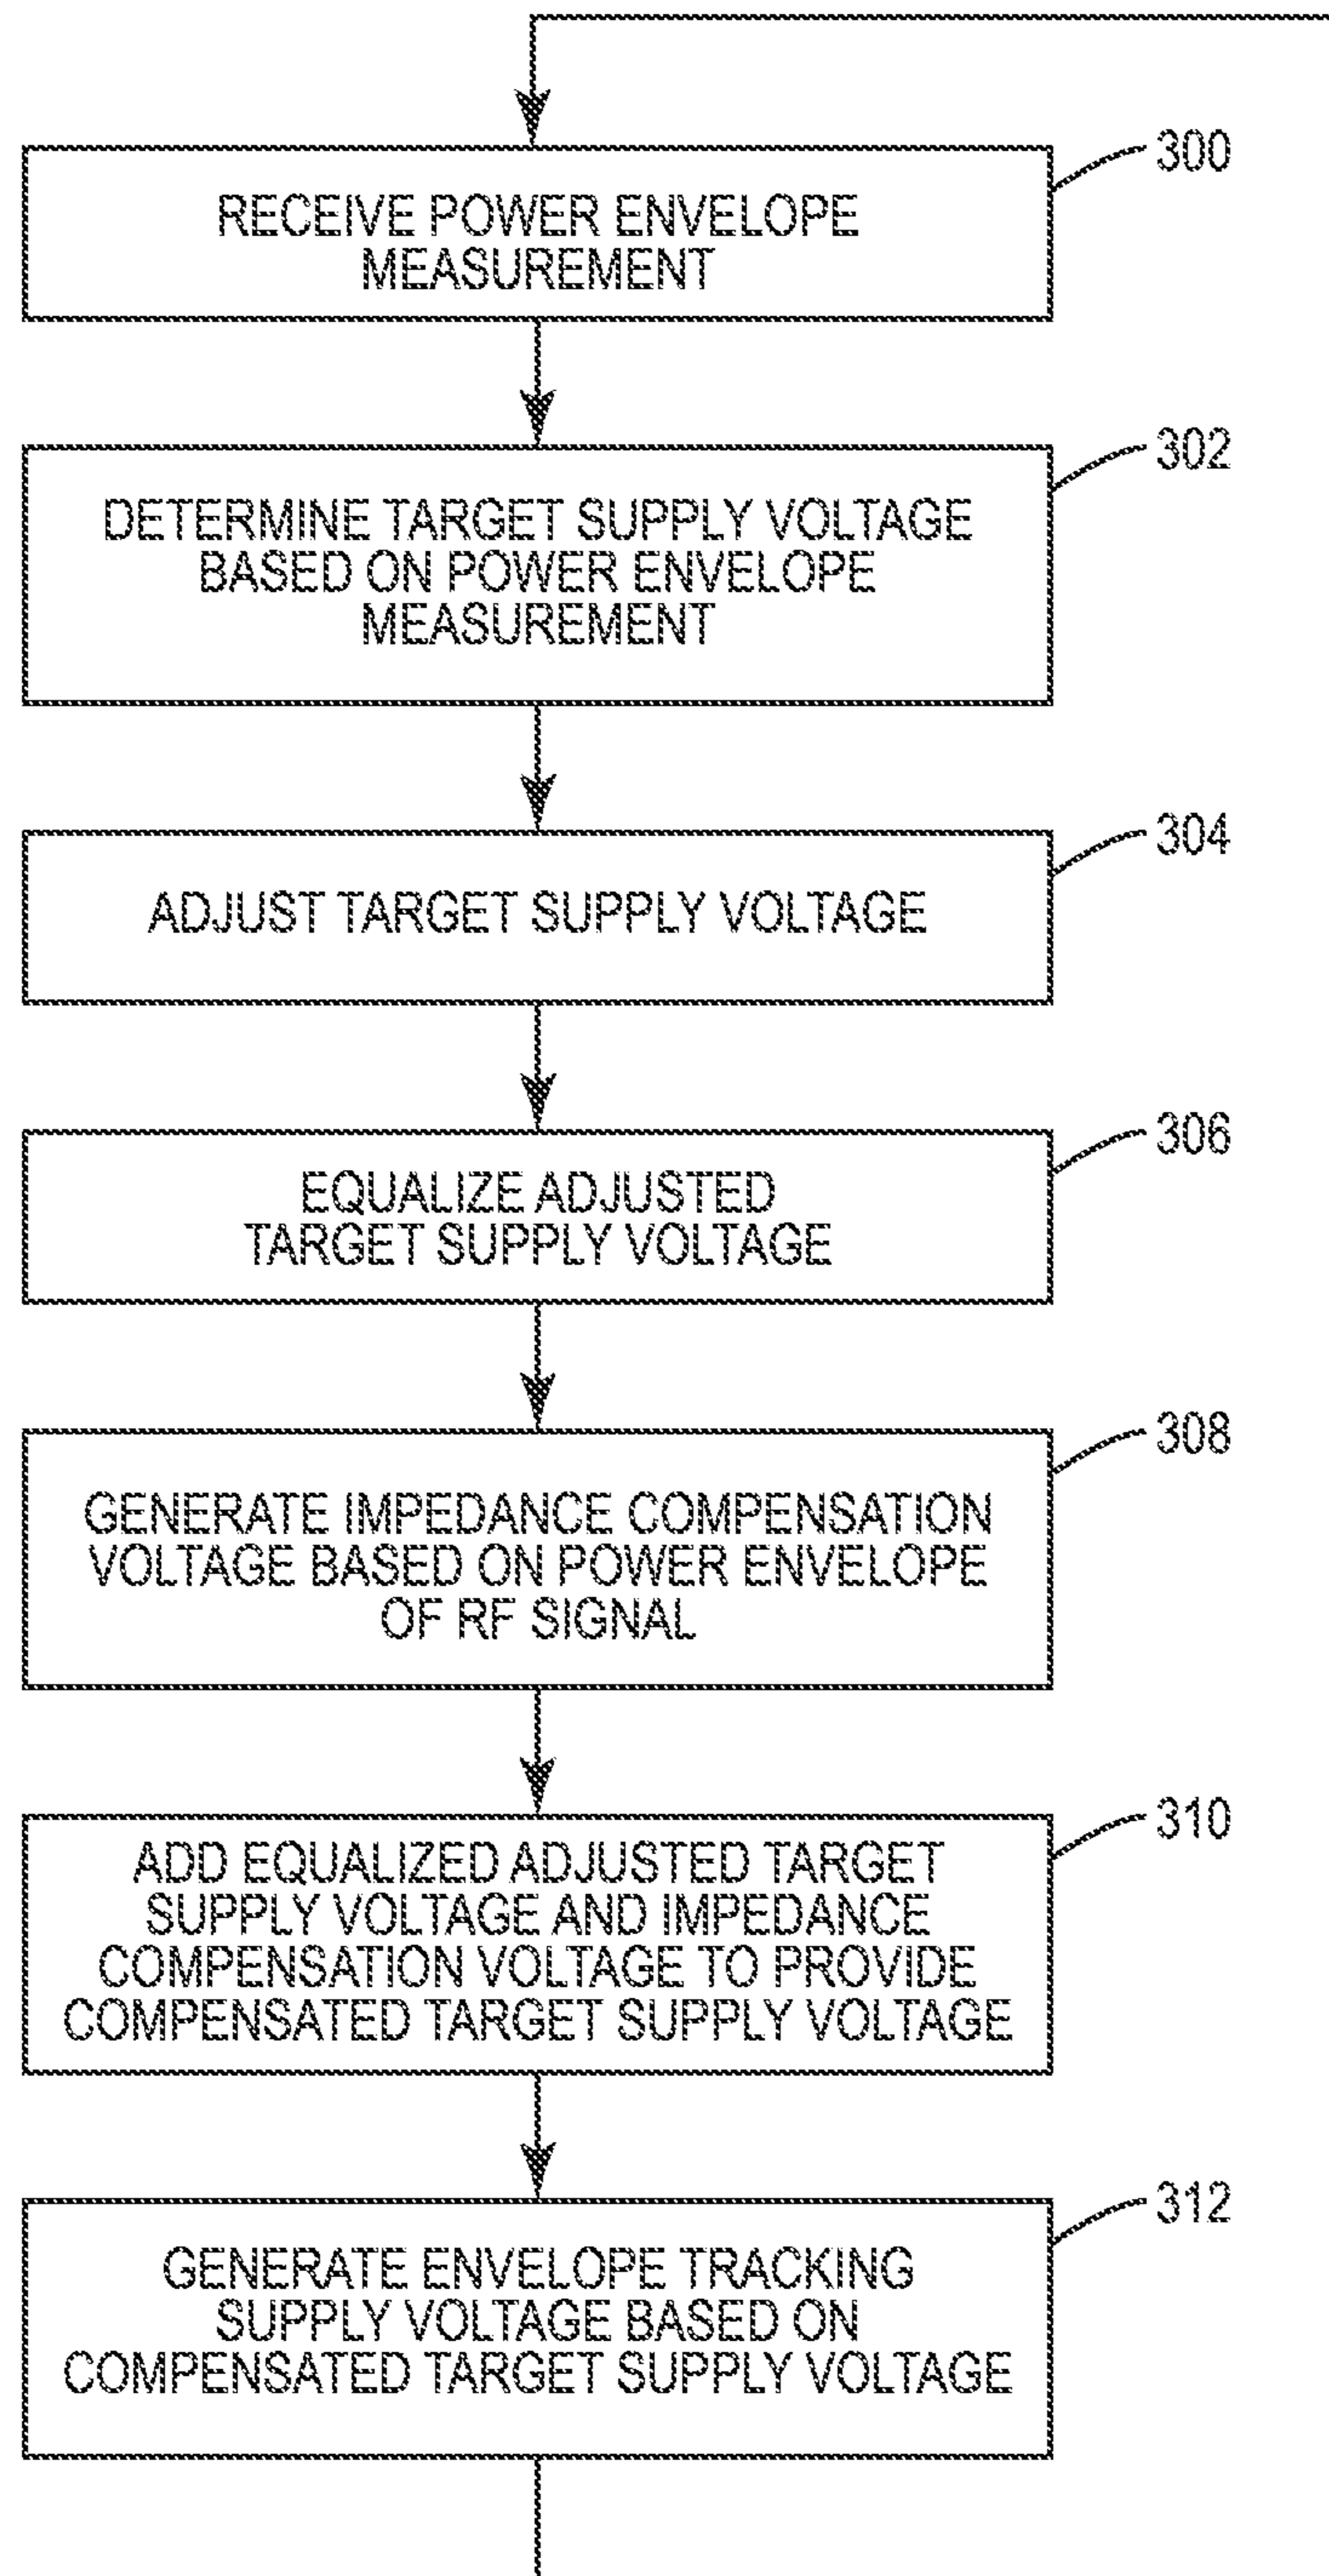 300
RECEIVE POWER ENVELOPE
MEASUREMENT
302
DETERMINE TARGET SUPPLY VOLTAGE
BASED ON POWER ENVELOPE
MEASUREMENT
304
ADJUST TARGET SUPPLY VOLTAGE
306
EQUALIZE ADJUSTED
TARGET SUPPLY VOLTAGE
308
GENERATE IMPEDANCE COMPENSATION
VOLTAGE BASED ON POWER ENVELOPE
OF RF SIGNAL
310
ADD EQUALIZED ADJUSTED TARGET
SUPPLY VOLTAGE AND IMPEDANCE
COMPENSATION VOLTAGE TO PROVIDE
COMPENSATED TARGET SUPPLY VOLTAGE
312
GENERATE ENVELOPE TRACKING
SUPPLY VOLTAGE BASED ON
COMPENSATED TARGET SUPPLY VOLTAGE